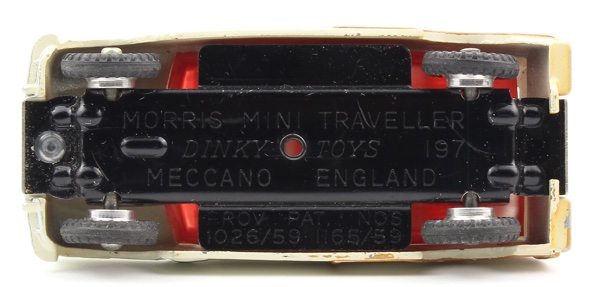 MORRIS MINI TRAVELLER
DINKY TOYS 197
MECCANO ENGLAND
PROV PAT NOS
1026/59 1165/59